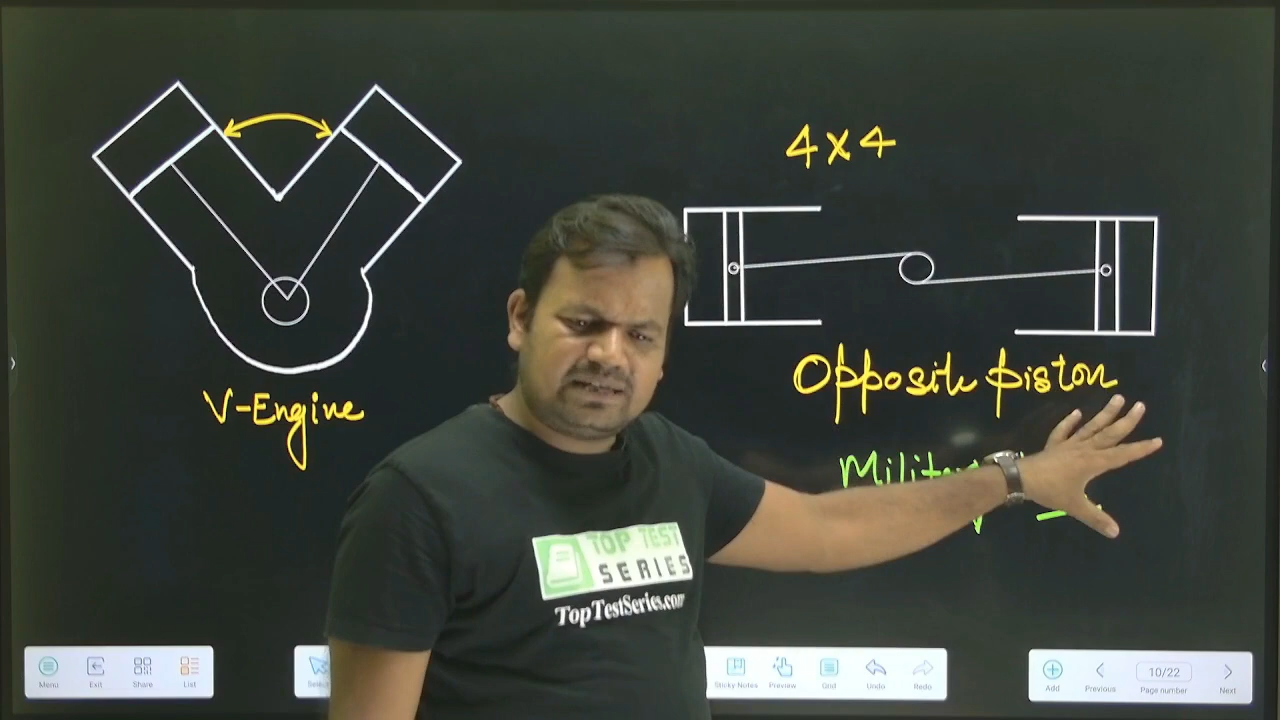 4x4
V-Engine
Opposite piston
TOP TEST
SERIES
TopTestSeries.com
Menu
Exit
Share
List
Sticky Notes
Preview
Grid
Undo
Redo
Add
Previous
10/22
Page number
Next